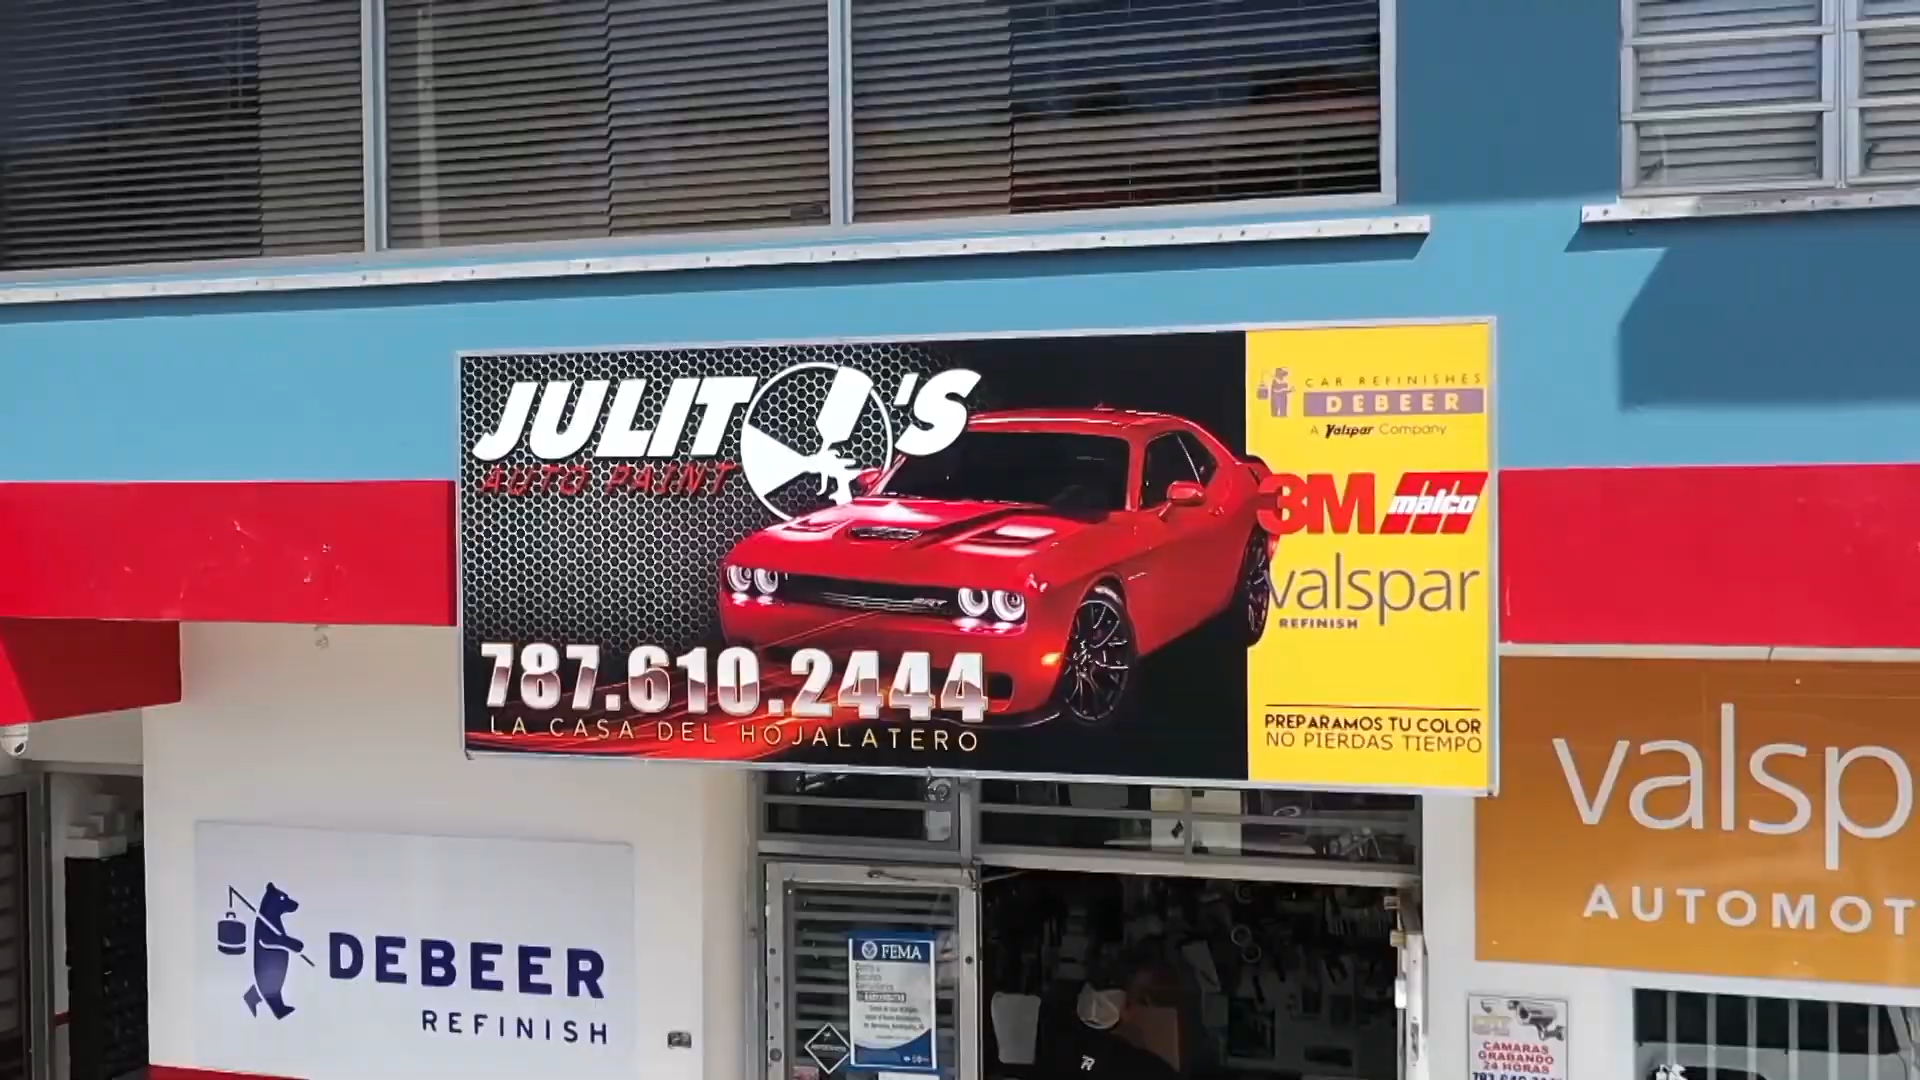 JULITO'S
AUTO PAINT
787.610.2444
LA CASA DEL HOJALATERO
CAR REFINISHES
DEBEER
A Valspar Company
3M malco
valspar
REFINISH
PREPARAMOS TU COLOR
NO PIERDAS TIEMPO
valsp
AUTOMOT
DEBEER
REFINISH
FEMA
CAMARAS
GRABANDO
24 HORAS